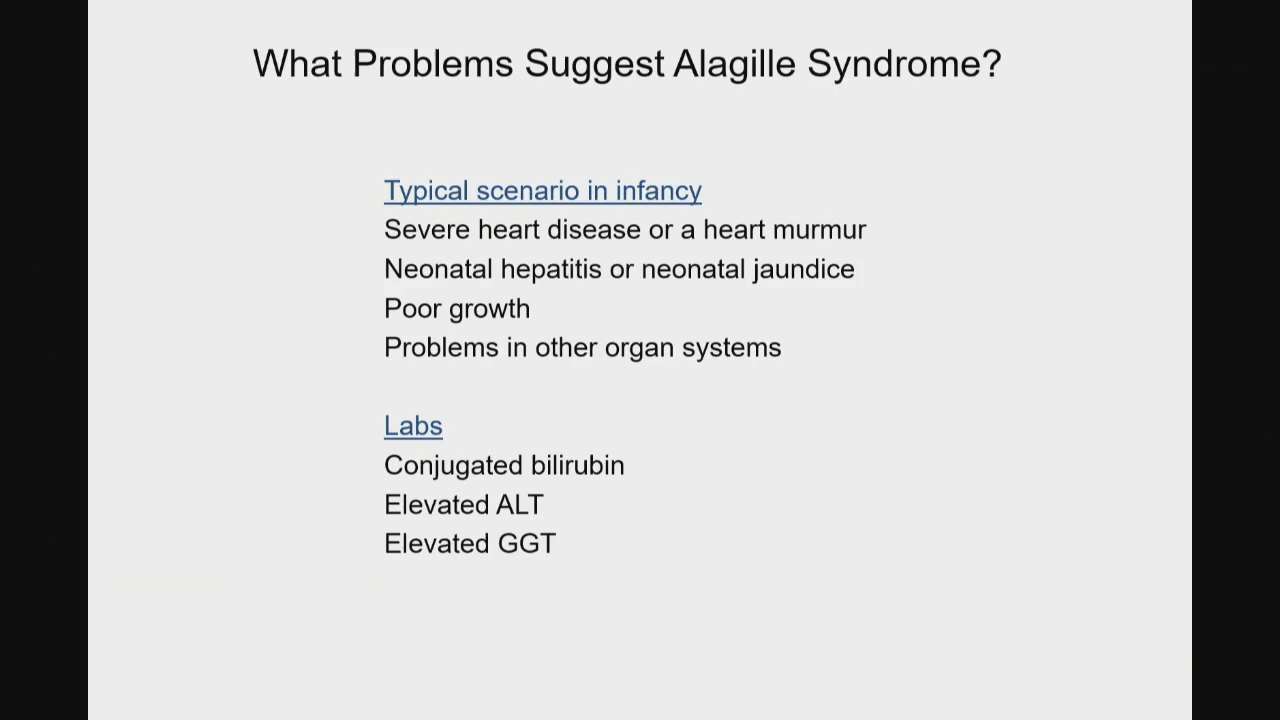 What Problems Suggest Alagille Syndrome?
Typical scenario in infancy
Severe heart disease or a heart murmur
Neonatal hepatitis or neonatal jaundice
Poor growth
Problems in other organ systems
Labs
Conjugated bilirubin
Elevated ALT
Elevated GGT